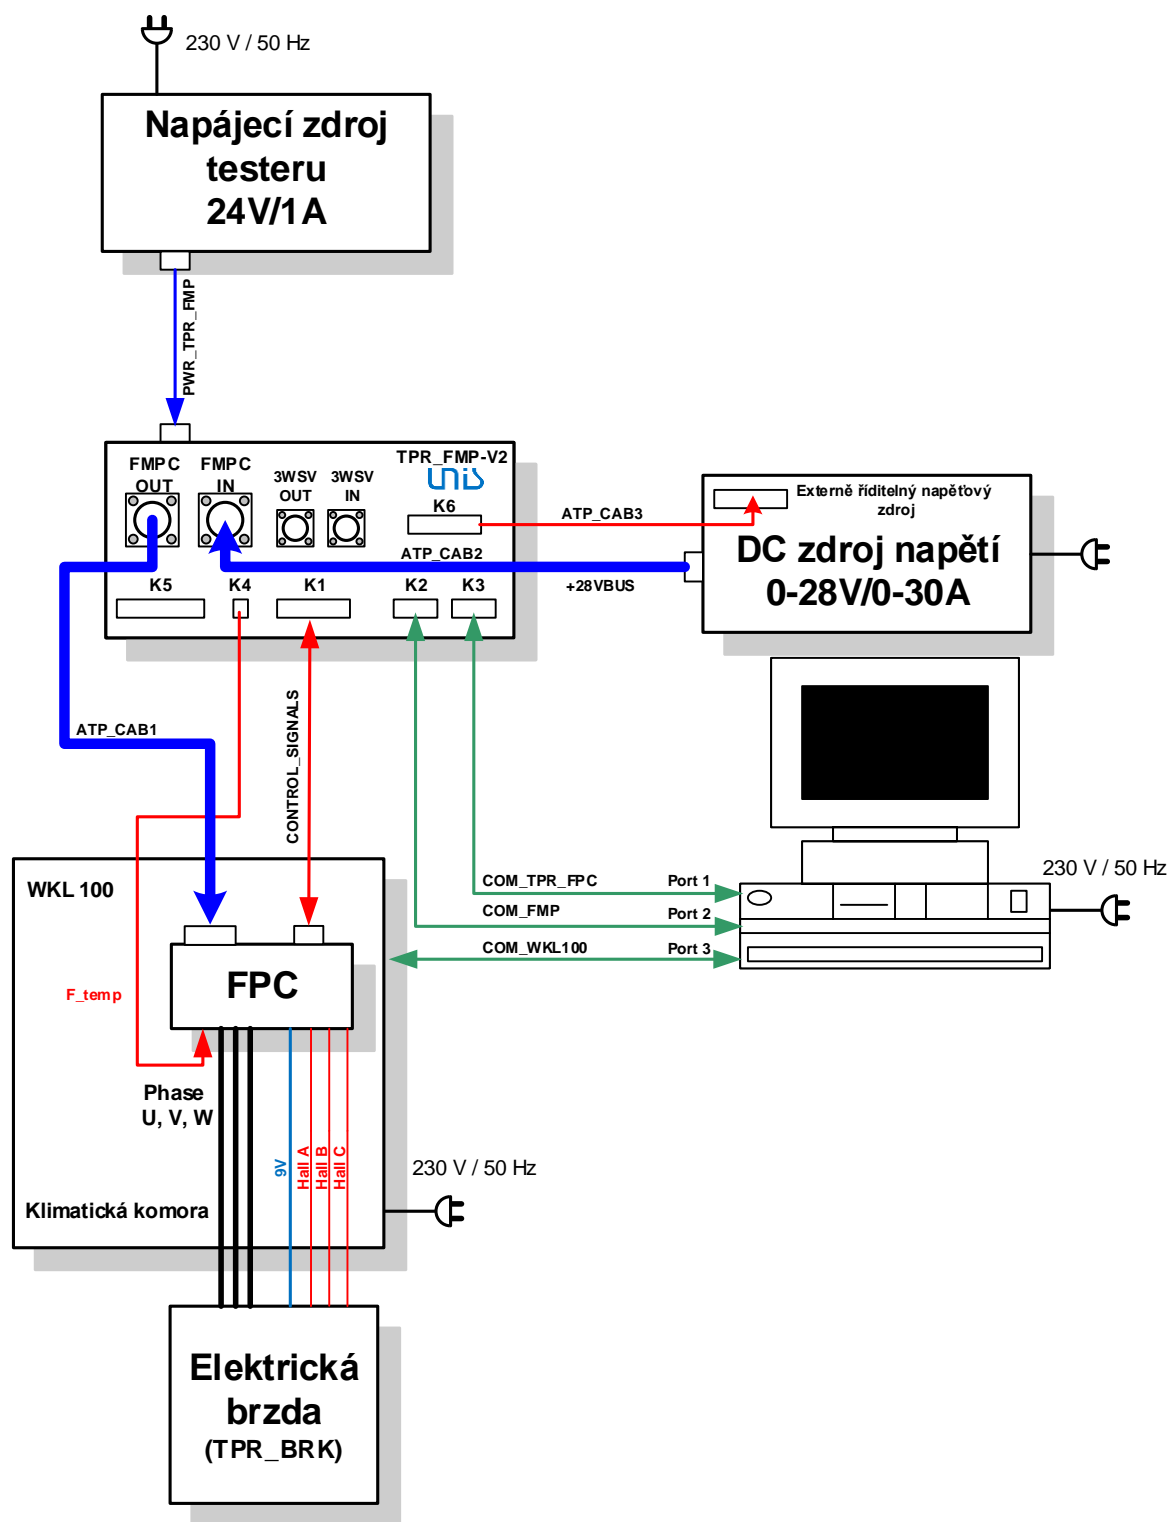 230 V / 50 Hz
Napájecí zdroj
testeru
24V/1A
PWR_TPR_FMP
FMPC
OUT
FMPC
IN
3WSV
OUT
3WSV
IN
TPR_FMP-V2
UNIS
K6
ATP_CAB3
Externě říditelný napěťový
zdroj
DC zdroj napětí
0-28V/0-30A
ATP_CAB2
+28VBUS
K5
K4
K1
K2
K3
ATP_CAB1
CONTROL_SIGNALS
WKL 100
COM_TPR_FPC
Port 1
COM_FMP
Port 2
COM_WKL100
Port 3
230 V / 50 Hz
FPC
F_temp
Phase
U, V, W
9V
Hall A
Hall B
Hall C
230 V / 50 Hz
Klimatická komora
Elektrická
brzda
(TPR_BRK)